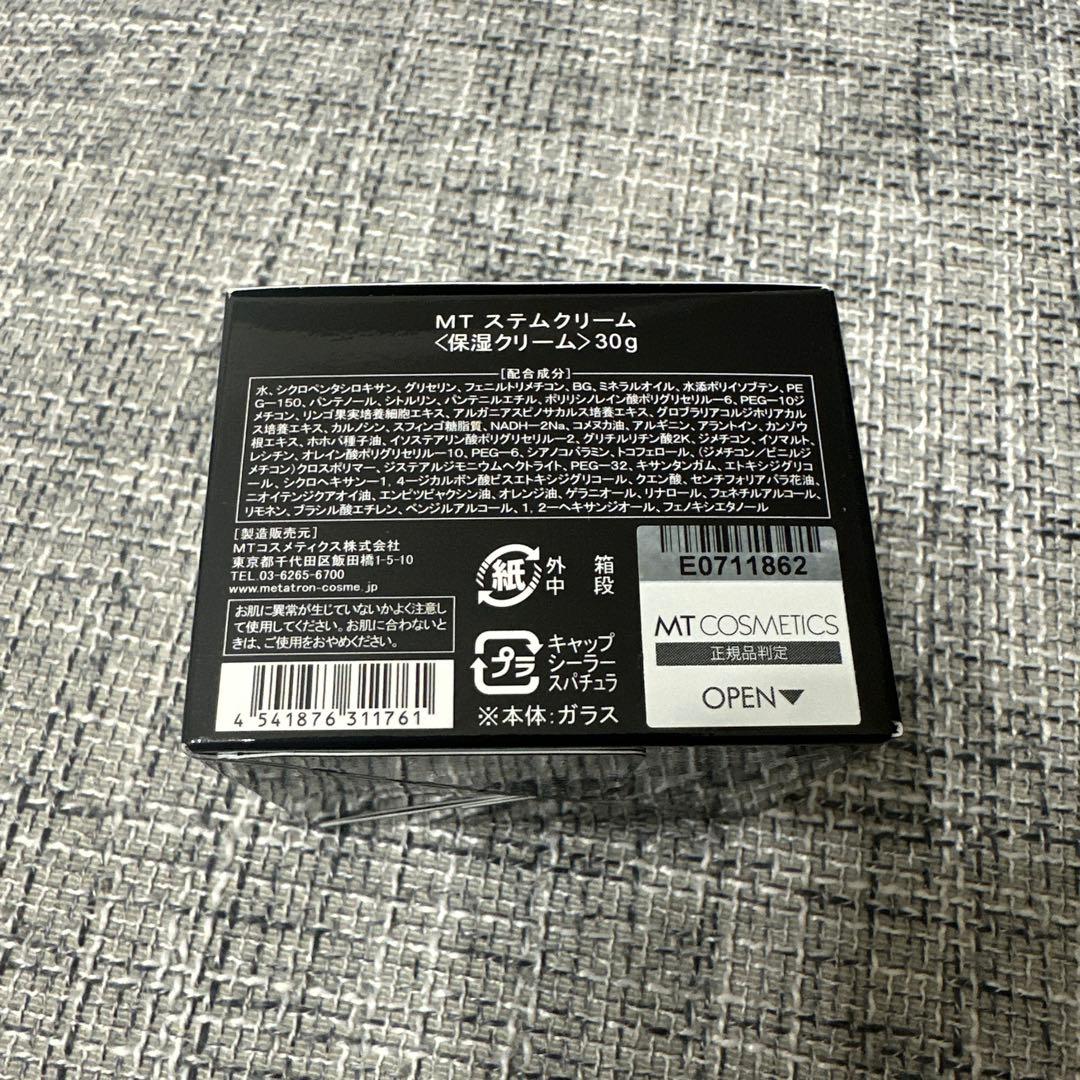 MT ステムクリーム
〈保湿クリーム〉30g
[配合成分]
水、シクロペンタシロキサン、グリセリン、フェニルトリメチコン、BG、ミネラルオイル、水添ポリイソブテン、PE
G－150、パンテノール、シトルリン、パンテニルエチル、ポリリシノレイン酸ポリグリセリル－6、PEG－10ジ
メチコン、リンゴ果実培養細胞エキス、アルガニアスピノサカルス培養エキス、グロブラリアコルジホリアカル
ス培養エキス、カルノシン、スフィンゴ糖脂質、NADH－2Na、コメヌカ油、アルギニン、アラントイン、カンゾウ
根エキス、ホホバ種子油、イソステアリン酸ポリグリセリル－2、グリチルリチン酸2K、ジメチコン、イソマルト、
レシチン、オレイン酸ポリグリセリル－10、PEG－6、シアノコバラミン、トコフェロール、（ジメチコン/ビニルジ
メチコン）クロスポリマー、ジステアルジモニウムヘクトライト、PEG－32、キサンタンガム、エトキシジグリコ
ール、シクロヘキサン－1，4－ジカルボン酸ビスエトキシジグリコール、クエン酸、センチフォリアバラ花油、
ニオイテンジクアオイ油、エンピツビャクシン油、オレンジ油、ゲラニオール、リナロール、フェネチルアルコール、
リモネン、ブラシル酸エチレン、ベンジルアルコール、1，2－ヘキサンジオール、フェノキシエタノール
[製造販売元]
MTコスメティクス株式会社
東京都千代田区飯田橋1-5-10
TEL.03-6265-6700
www.metatron-cosme.jp
お肌に異常が生じていないかよく注意し
て使用してください。お肌に合わないと
きは、ご使用をおやめください。
4 541876 311761
紙
外 箱
中 段
プラ
キャップ
シーラー
スパチュラ
※本体：ガラス
E0711862
MT COSMETICS
正規品判定
OPEN▼